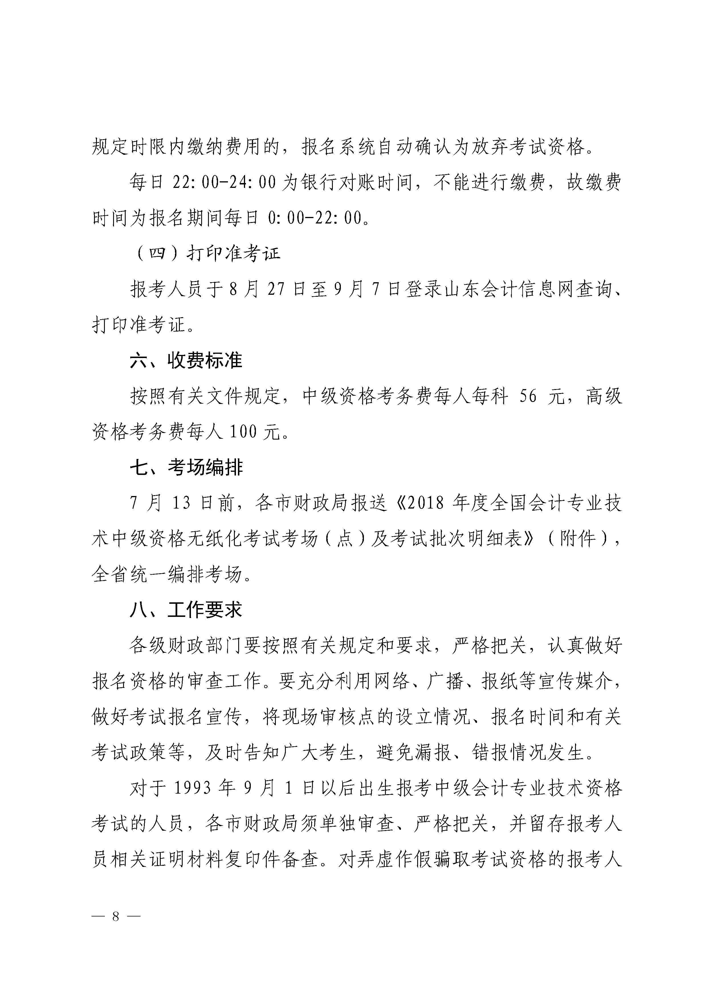 规定时限内缴纳费用的，报名系统自动确认为放弃考试资格。
每日 22:00-24:00 为银行对账时间，不能进行缴费，故缴费
时间为报名期间每日 0:00-22:00。
（四）打印准考证
报考人员于 8 月 27 日至 9 月 7 日登录山东会计信息网查询、
打印准考证。
六、收费标准
按照有关文件规定，中级资格考务费每人每科 56 元，高级
资格考务费每人 100 元。
七、考场编排
7 月 13 日前，各市财政局报送《2018 年度全国会计专业技
术中级资格无纸化考试考场（点）及考试批次明细表》（附件），
全省统一编排考场。
八、工作要求
各级财政部门要按照有关规定和要求，严格把关，认真做好
报名资格的审查工作。要充分利用网络、广播、报纸等宣传媒介，
做好考试报名宣传，将现场审核点的设立情况、报名时间和有关
考试政策等，及时告知广大考生，避免漏报、错报情况发生。
对于 1993 年 9 月 1 日以后出生报考中级会计专业技术资格
考试的人员，各市财政局须单独审查、严格把关，并留存报考人
员相关证明材料复印件备查。对弄虚作假骗取考试资格的报考人
— 8 —